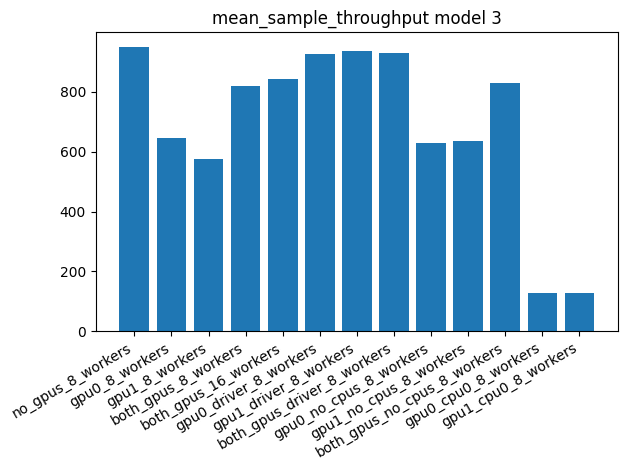 mean_sample_throughput model 3
800
600
400
200
0
no_gpus_8_workers
gpu0_8_workers
gpu1_8_workers
both_gpus_8_workers
both_gpus_16_workers
gpu0_driver_8_workers
gpu1_driver_8_workers
both_gpus_driver_8_workers
gpu0_no_cpus_8_workers
gpu1_no_cpus_8_workers
both_gpus_no_cpus_8_workers
gpu0_cpu0_8_workers
gpu1_cpu0_8_workers